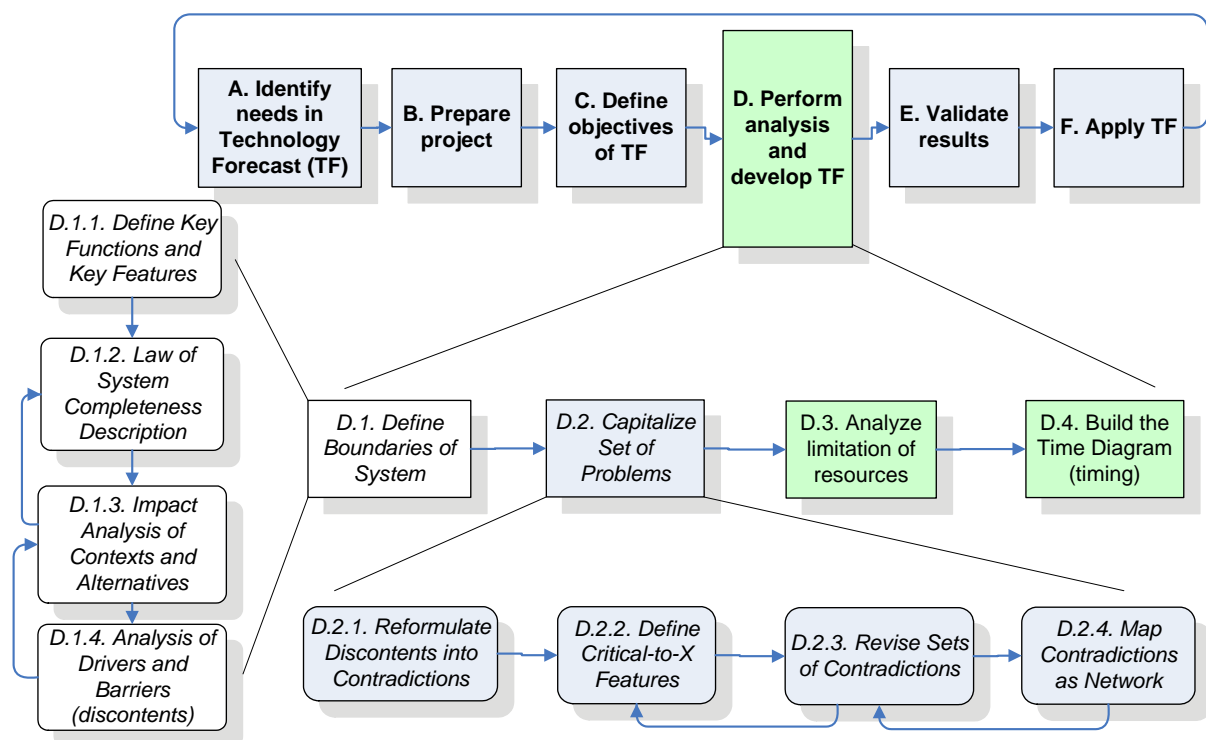 A. Identify
needs in
Technology
Forecast (TF)
B. Prepare
project
C. Define
objectives
of TF
D. Perform
analysis
and
develop TF
E. Validate
results
F. Apply TF
D.1.1. Define Key
Functions and
Key Features
D.1.2. Law of
System
Completeness
Description
D.1.3. Impact
Analysis of
Contexts and
Alternatives
D.1.4. Analysis of
Drivers and
Barriers
(discontents)
D.1. Define
Boundaries of
System
D.2. Capitalize
Set of
Problems
D.3. Analyze
limitation of
resources
D.4. Build the
Time Diagram
(timing)
D.2.1. Reformulate
Discontents into
Contradictions
D.2.2. Define
Critical-to-X
Features
D.2.3. Revise Sets
of Contradictions
D.2.4. Map
Contradictions
as Network